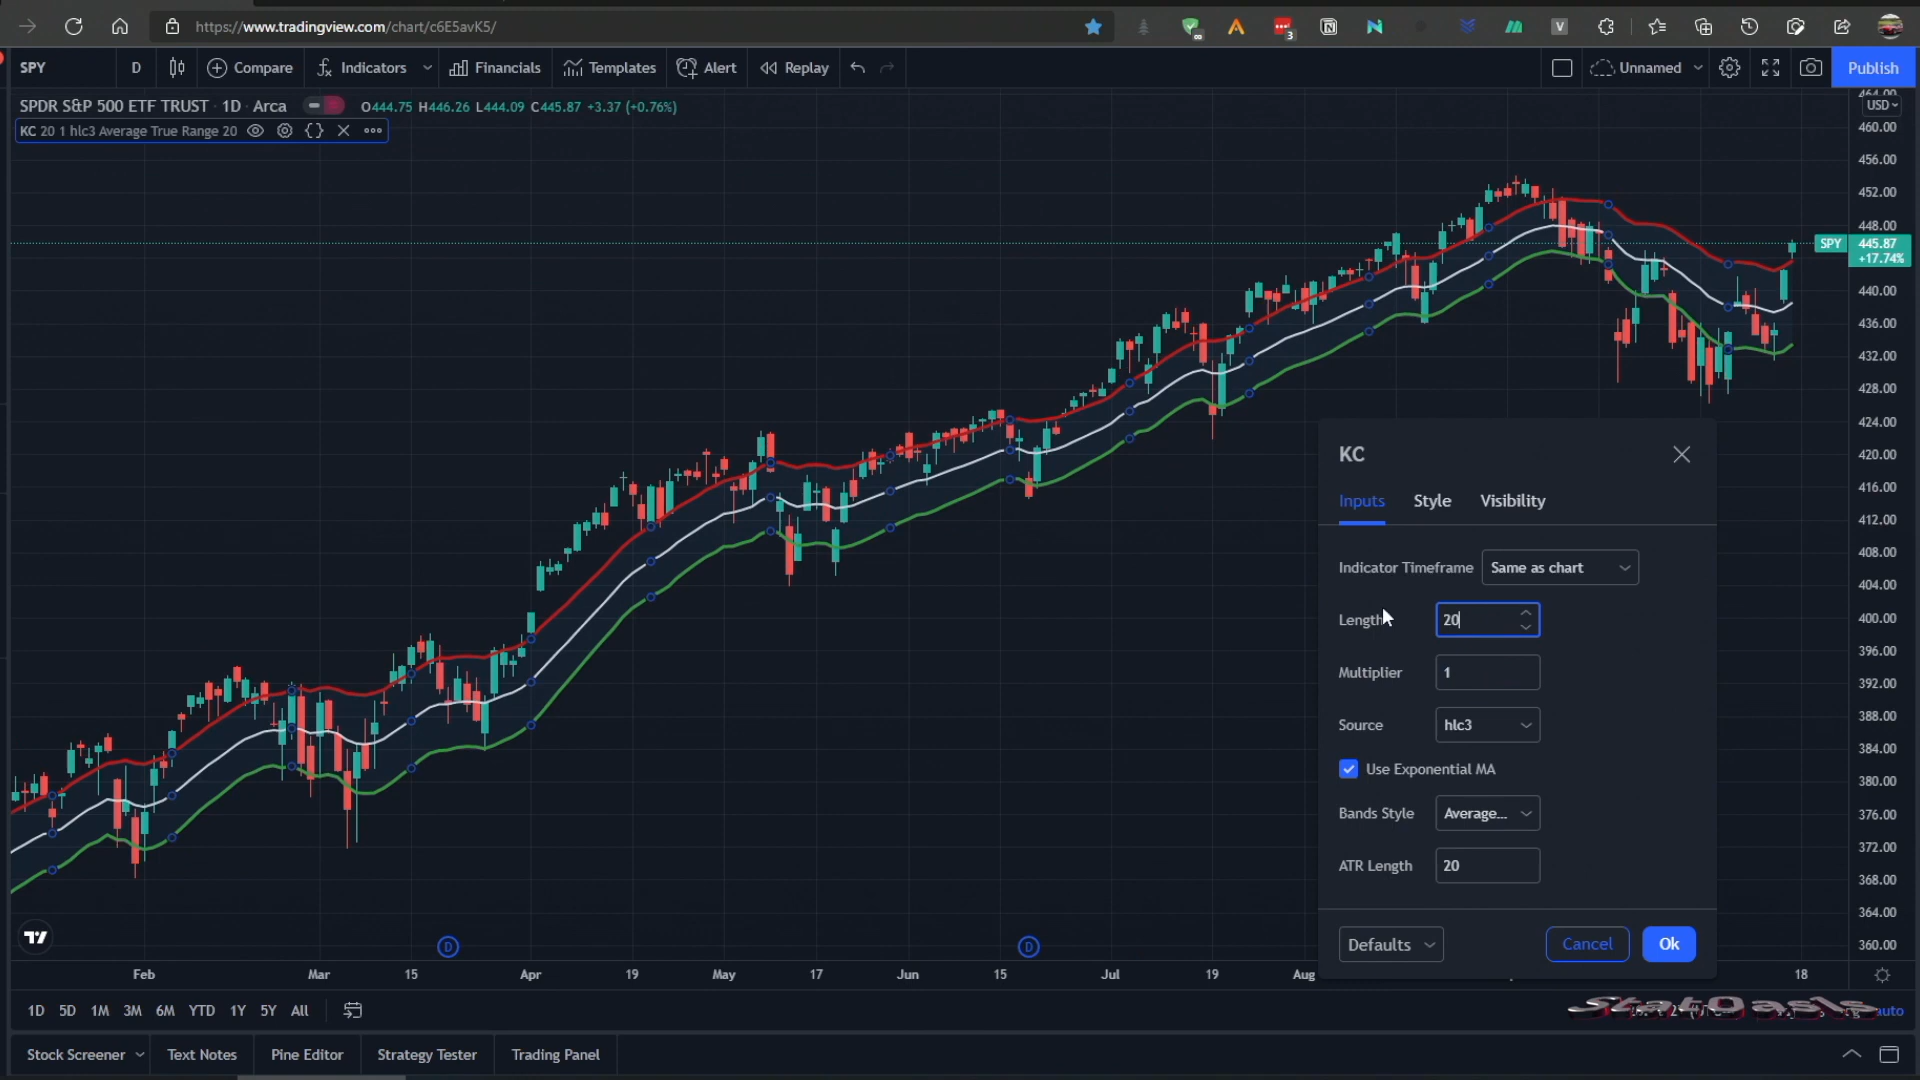 https://www.tradingview.com/chart/c6E5avK5/
3
V
SPY
D
Compare
Indicators
Financials
Templates
Alert
Replay
Unnamed
Publish
SPDR S&P 500 ETF TRUST · 1D · Arca
O444.75 H446.26 L444.09 C445.87 +3.37 (+0.76%)
KC 20 1 hlc3 Average True Range 20
464.00
USD
460.00
456.00
452.00
448.00
SPY 445.87
+17.74%
440.00
436.00
432.00
428.00
424.00
420.00
416.00
412.00
408.00
404.00
400.00
396.00
392.00
388.00
384.00
380.00
376.00
372.00
368.00
364.00
360.00
KC
Inputs Style Visibility
Indicator Timeframe Same as chart
Length 20
Multiplier 1
Source hlc3
Use Exponential MA
Bands Style Average...
ATR Length 20
Defaults Cancel Ok
D D
Feb Mar 15 Apr 19 May 17 Jun 15 Jul 19 Aug 18
1D 5D 1M 3M 6M YTD 1Y 5Y All
StatOasis
auto
Stock Screener Text Notes Pine Editor Strategy Tester Trading Panel